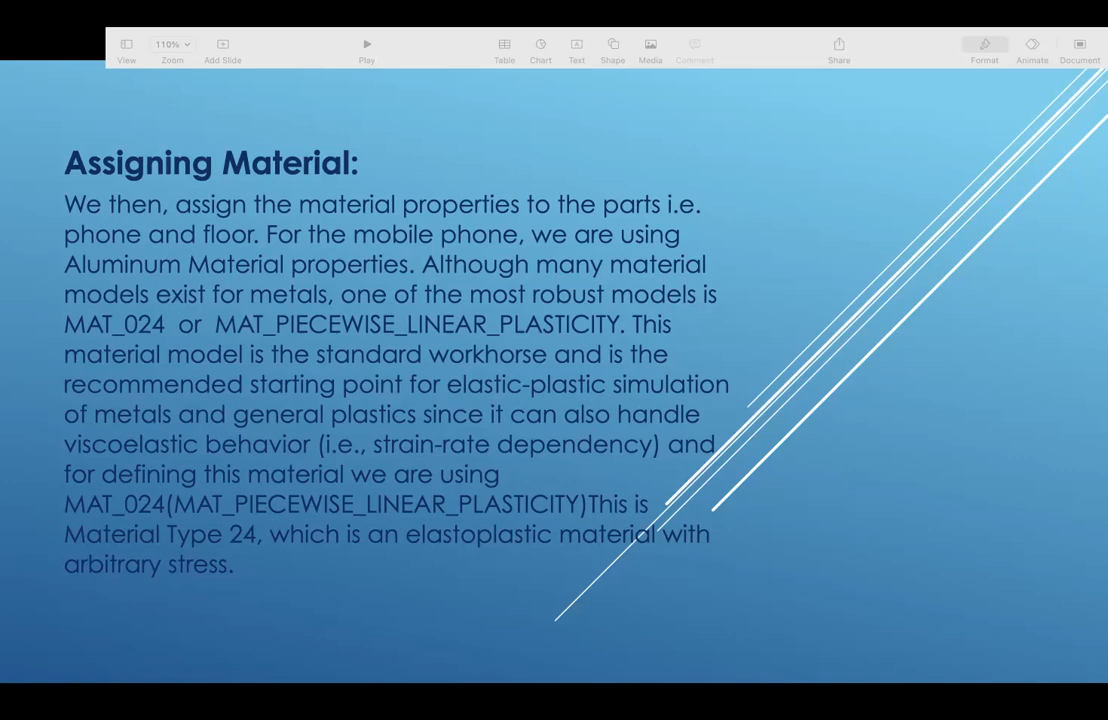 View
110%
Zoom
Add Slide
Play
Table
Chart
Text
Shape
Media
Comment
Share
Format
Animate
Document
Assigning Material:
We then, assign the material properties to the parts i.e.
phone and floor. For the mobile phone, we are using
Aluminum Material properties. Although many material
models exist for metals, one of the most robust models is
MAT_024 or MAT_PIECEWISE_LINEAR_PLASTICITY. This
material model is the standard workhorse and is the
recommended starting point for elastic-plastic simulation
of metals and general plastics since it can also handle
viscoelastic behavior (i.e., strain-rate dependency) and
for defining this material we are using
MAT_024(MAT_PIECEWISE_LINEAR_PLASTICITY)This is
Material Type 24, which is an elastoplastic material with
arbitrary stress.